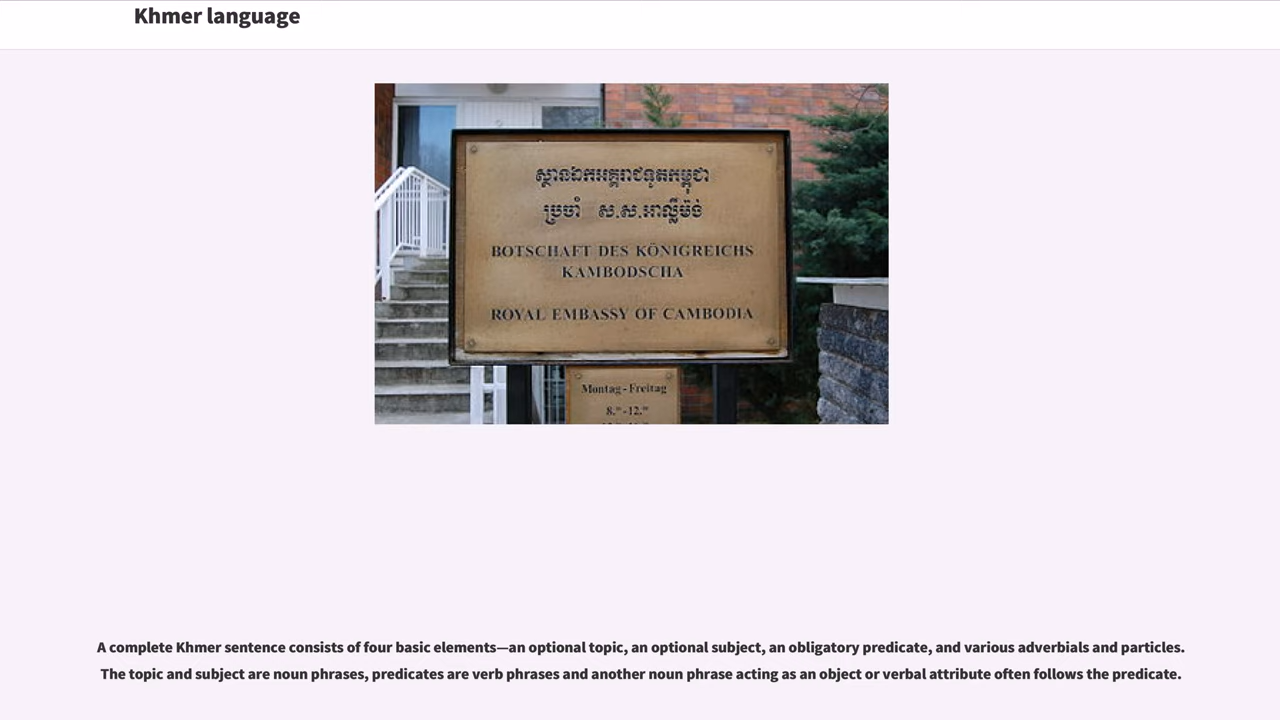 Khmer language
ស្ថានឯកអគ្គរាជទូតកម្ពុជា
ប្រចាំ ស.ស.អាល្លឺម៉ង់
BOTSCHAFT DES KÖNIGREICHS
KAMBODSCHA
ROYAL EMBASSY OF CAMBODIA
Montag - Freitag
8.⁰⁰ -12.⁰⁰
A complete Khmer sentence consists of four basic elements—an optional topic, an optional subject, an obligatory predicate, and various adverbials and particles.
The topic and subject are noun phrases, predicates are verb phrases and another noun phrase acting as an object or verbal attribute often follows the predicate.